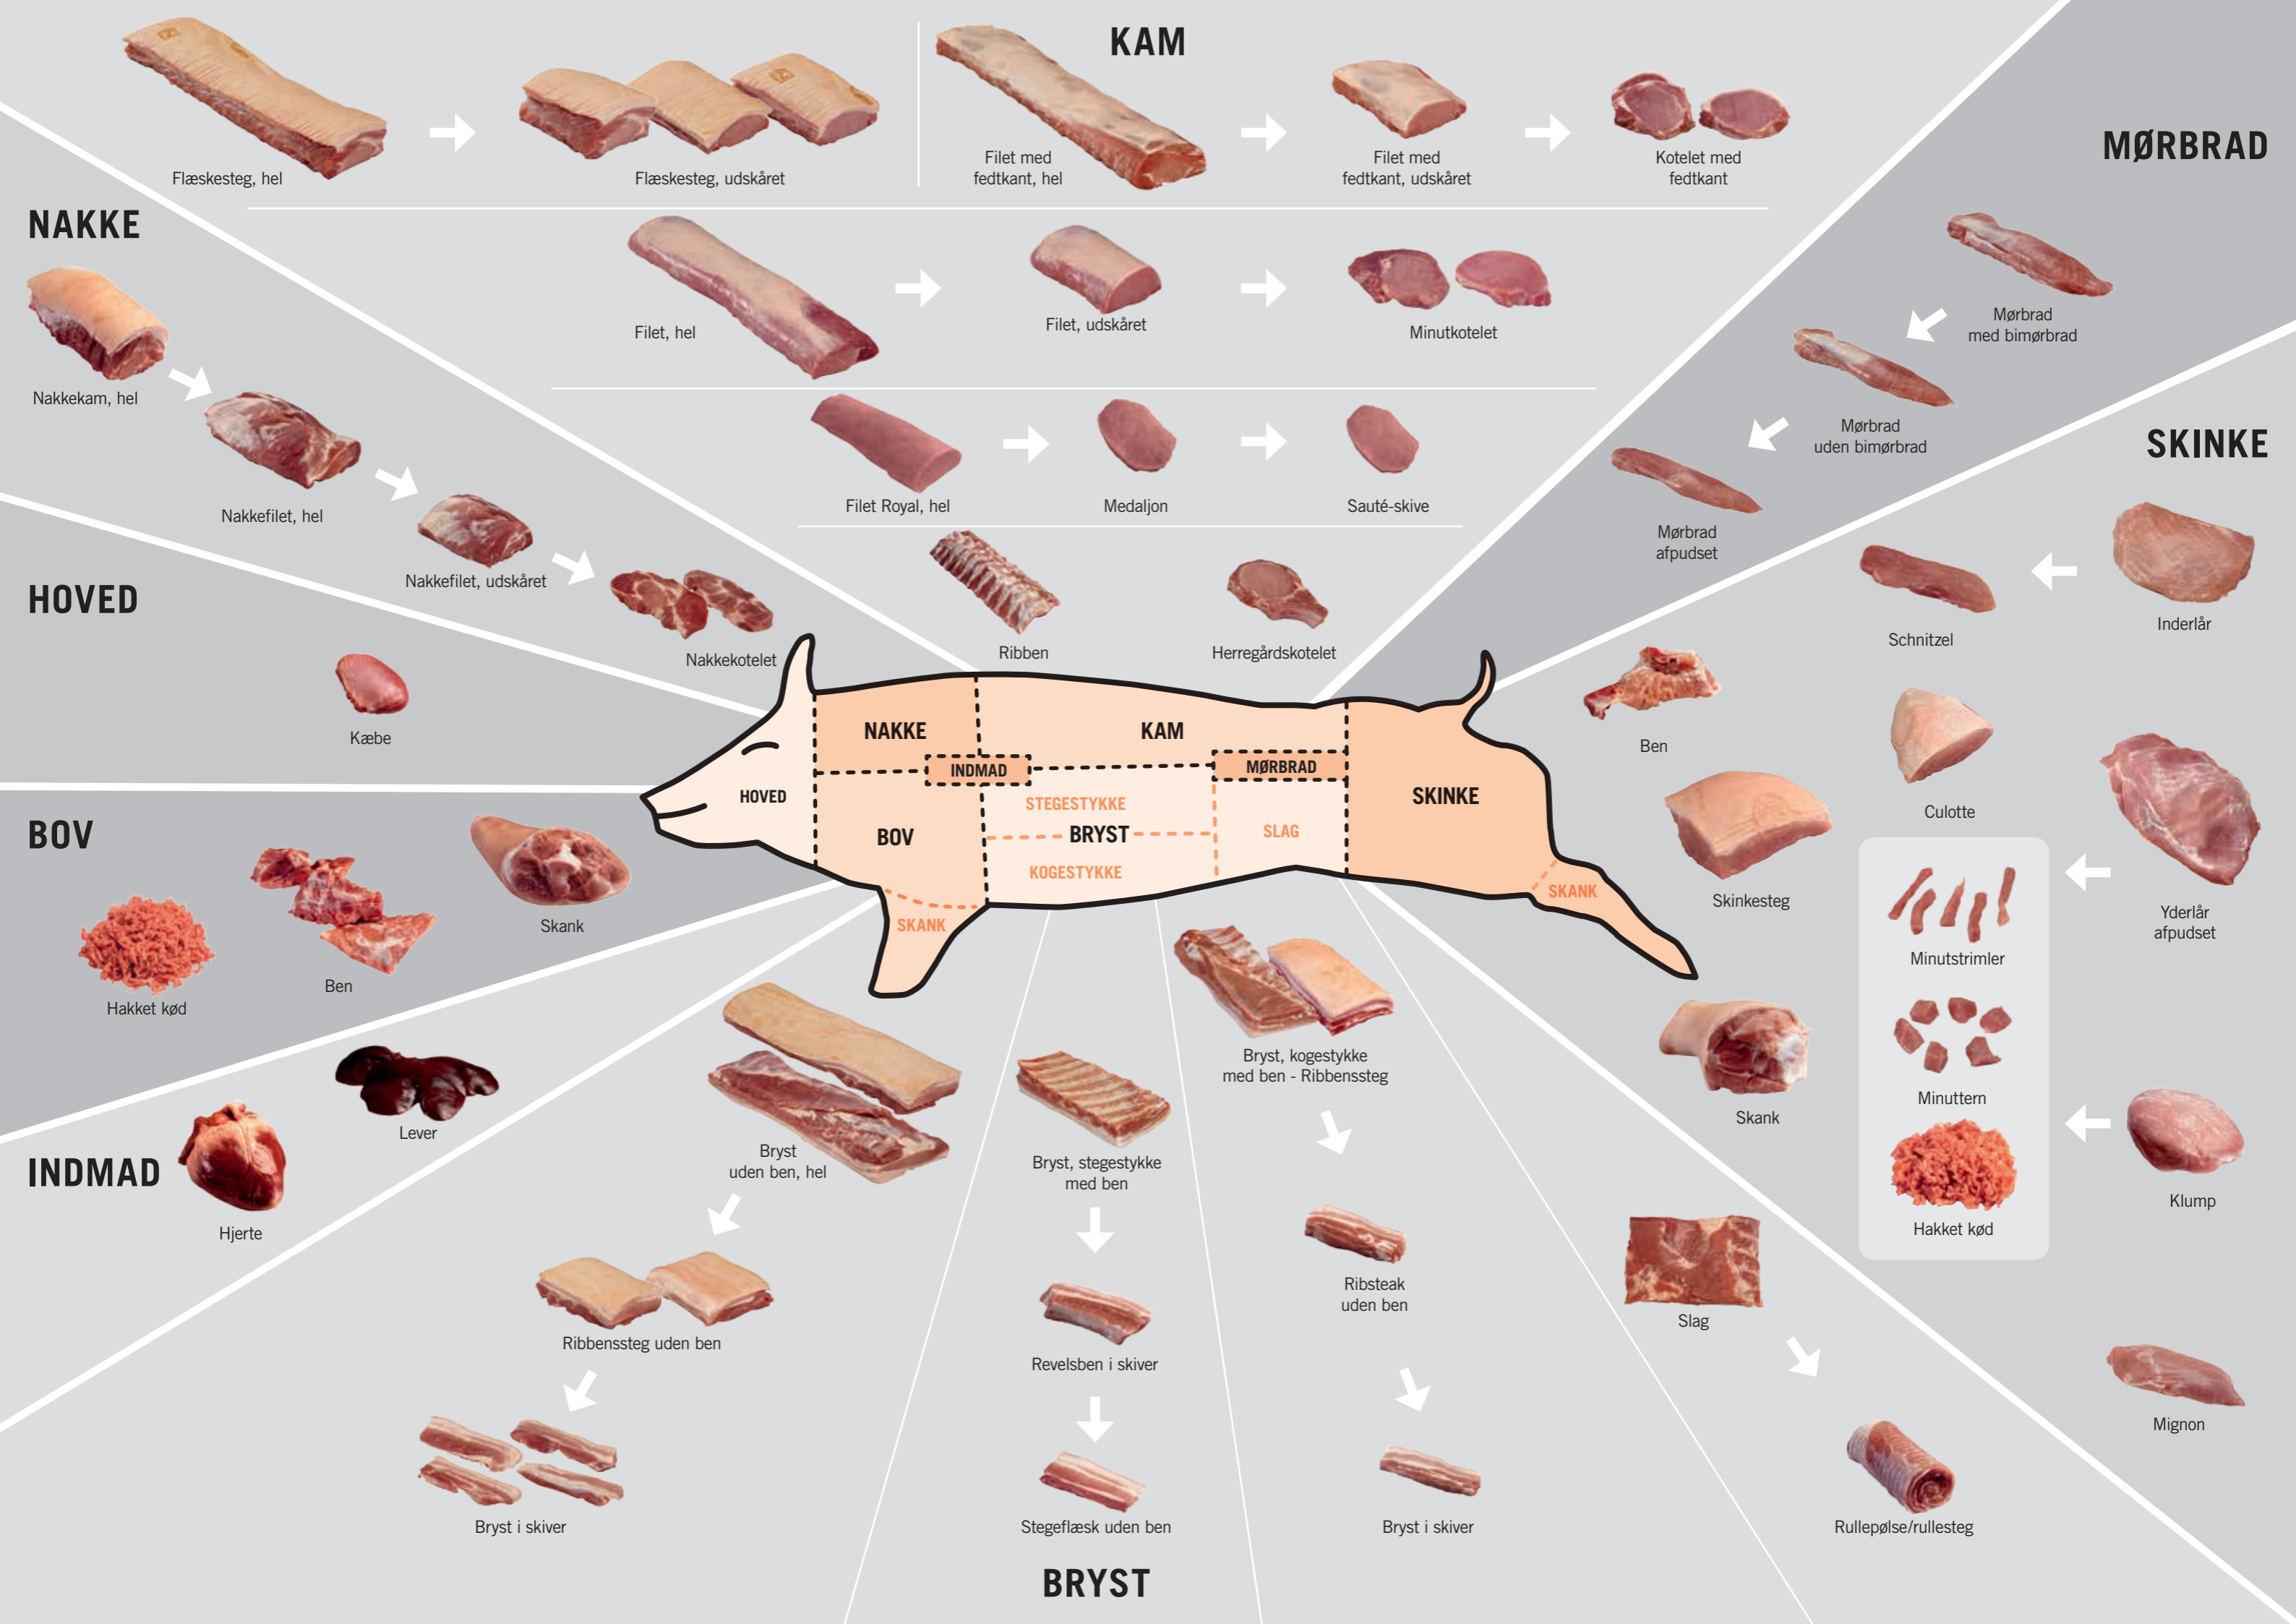 KAM
Flæskesteg, hel
Flæskesteg, udskåret
Filet med
fedtkant, hel
Filet med
fedtkant, udskåret
Kotelet med
fedtkant
Filet, hel
Filet, udskåret
Minutkotelet
Filet Royal, hel
Medaljon
Sauté-skive
Ribben
Herregårdskotelet
MØRBRAD
Mørbrad
med bimørbrad
Mørbrad
uden bimørbrad
Mørbrad
afpudset
NAKKE
Nakkekam, hel
Nakkefilet, hel
Nakkefilet, udskåret
Nakkekotelet
HOVED
Kæbe
SKINKE
Inderlår
Schnitzel
Ben
Culotte
Skinkesteg
Yderlår
afpudset
Minutstrimler
Minuttern
Hakket kød
Skank
Klump
Mignon
NAKKE
KAM
INDMAD
MØRBRAD
HOVED
STEGESTYKKE
SKINKE
BOV
BRYST
SLAG
KOGESTYKKE
SKANK
SKANK
BOV
Skank
Ben
Hakket kød
INDMAD
Lever
Hjerte
Bryst
uden ben, hel
Ribbenssteg uden ben
Bryst i skiver
Bryst, stegestykke
med ben
Revelsben i skiver
Stegeflæsk uden ben
Bryst, kogestykke
med ben - Ribbenssteg
Ribsteak
uden ben
Bryst i skiver
Slag
Rullepølse/rullesteg
BRYST